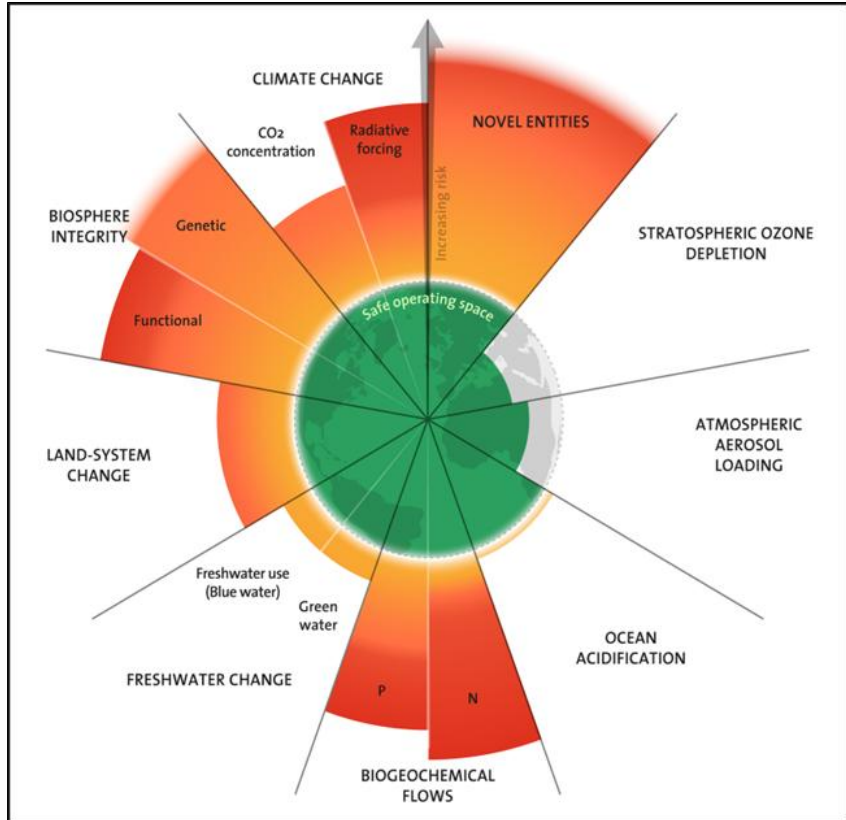 CLIMATE CHANGE
CO2
concentration
Radiative
forcing
Increasing risk
NOVEL ENTITIES
STRATOSPHERIC OZONE
DEPLETION
ATMOSPHERIC
AEROSOL
LOADING
OCEAN
ACIDIFICATION
BIOGEOCHEMICAL
FLOWS
P
N
FRESHWATER CHANGE
Freshwater use
(Blue water)
Green
water
LAND-SYSTEM
CHANGE
BIOSPHERE
INTEGRITY
Genetic
Functional
Safe operating space